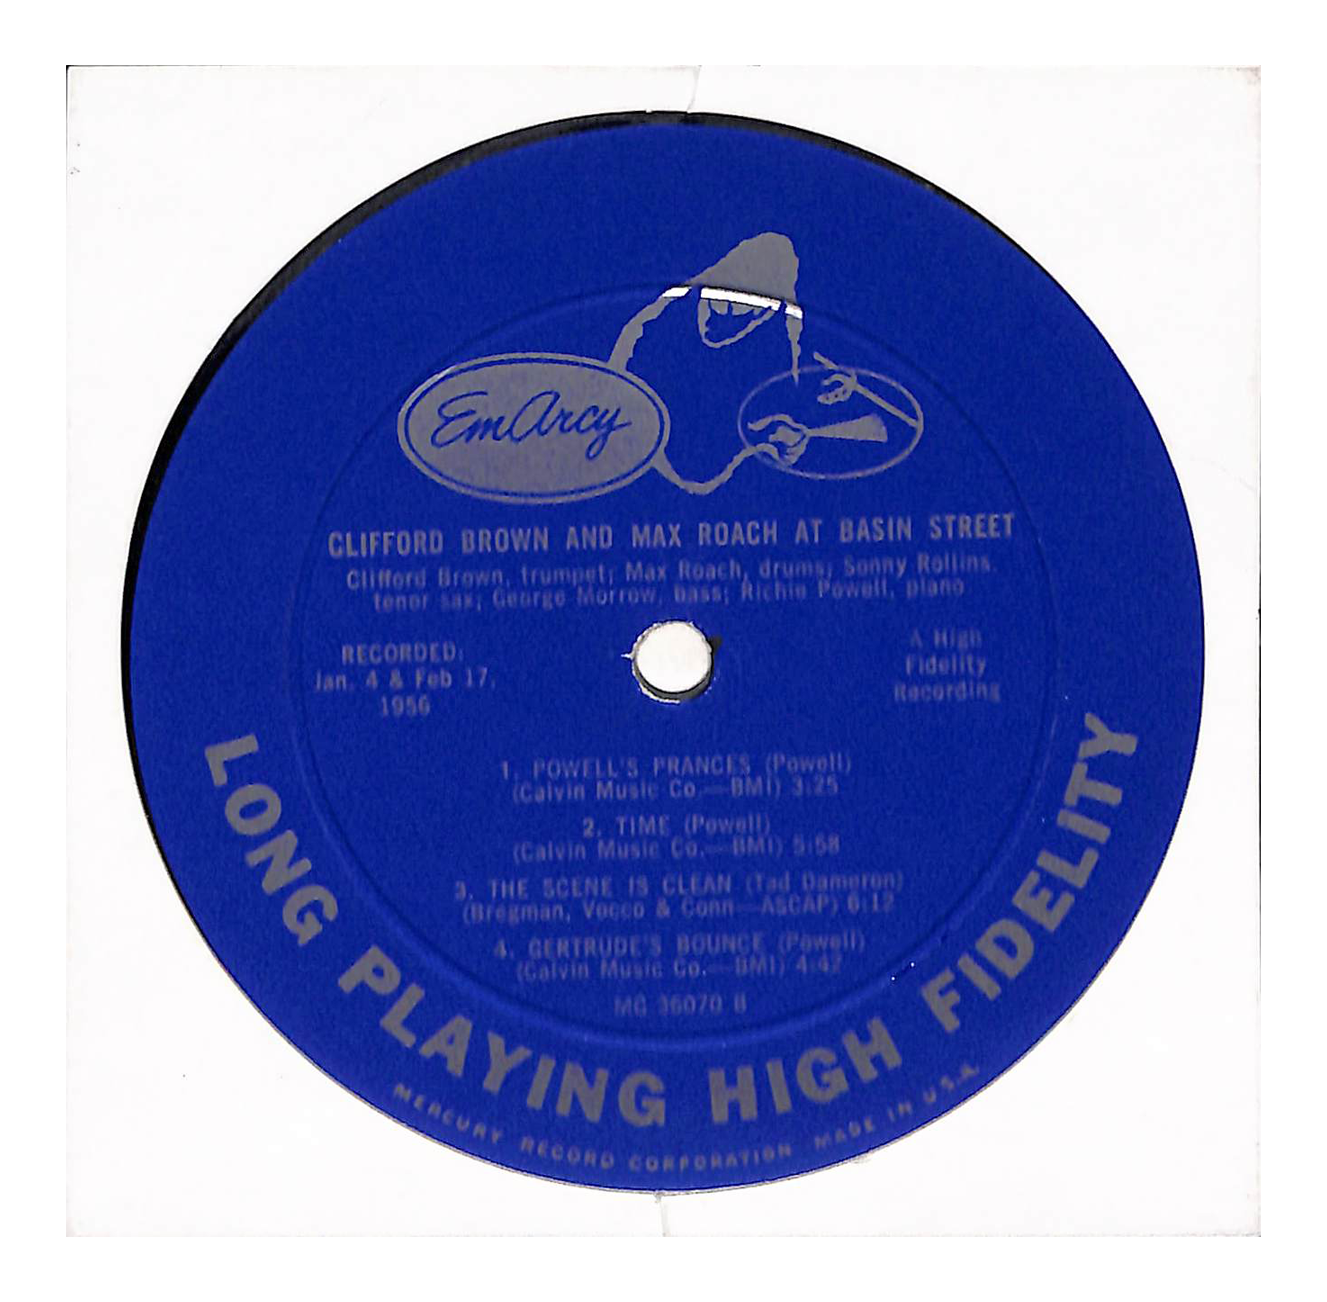 EmArcy
CLIFFORD BROWN AND MAX ROACH AT BASIN STREET
Clifford Brown, trumpet; Max Roach, drums; Sonny Rollins,
tenor sax; George Morrow, bass; Richie Powell, piano
RECORDED:
Jan. 4 & Feb 17,
1956
A High
Fidelity
Recording
1. POWELL'S PRANCES (Powell)
(Calvin Music Co.—BMI) 3:25
2. TIME (Powell)
(Calvin Music Co.—BMI) 5:58
3. THE SCENE IS CLEAN (Tad Dameron)
(Bregman, Vocco & Conn—ASCAP) 6:12
4. GERTRUDE'S BOUNCE (Powell)
(Calvin Music Co.—BMI) 4:47
MG 36070 B
LONG PLAYING HIGH FIDELITY
MERCURY RECORD CORPORATION MADE IN U.S.A.